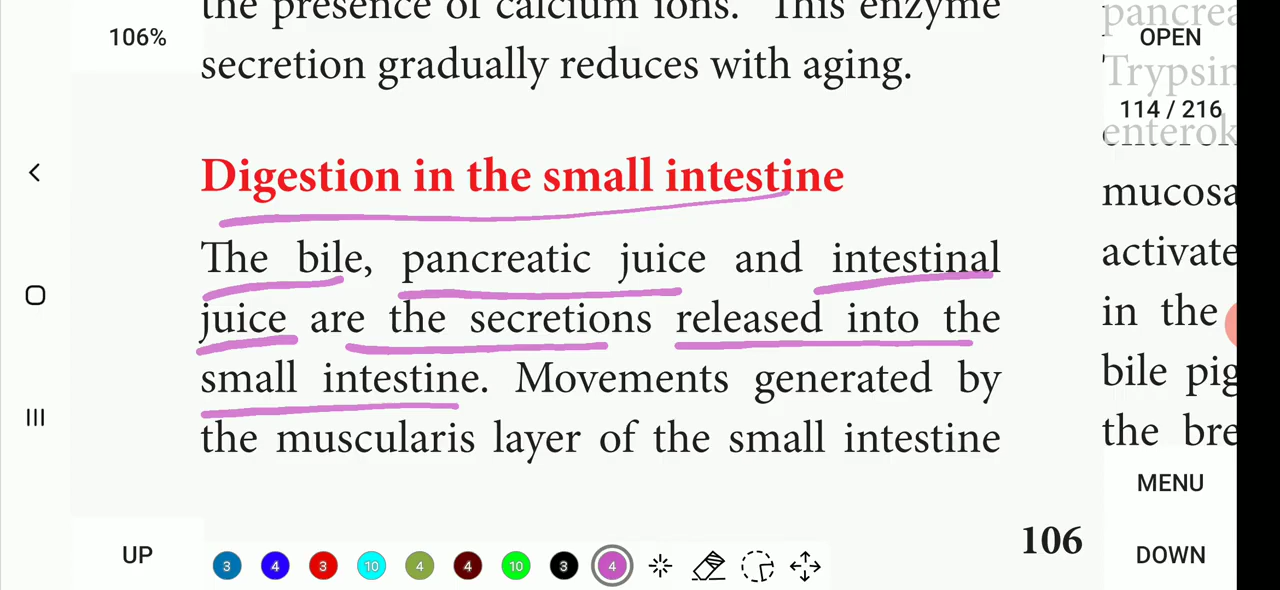 the presence of calcium ions. This enzyme
secretion gradually reduces with aging.
Digestion in the small intestine
The bile, pancreatic juice and intestinal
juice are the secretions released into the
small intestine. Movements generated by
the muscularis layer of the small intestine
106
106%
UP
3 4 3 10 4 4 10 3 4
OPEN
114 / 216
mucosa
activate
in the
bile pig
the bre
MENU
DOWN